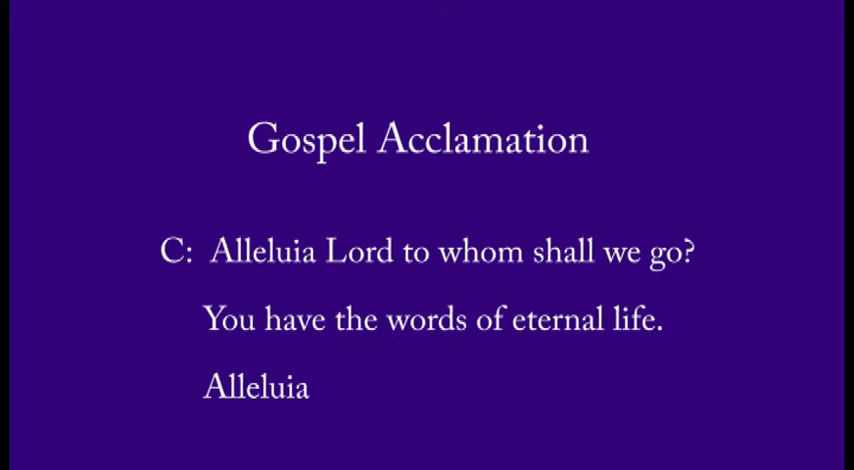 Gospel Acclamation
C: Alleluia Lord to whom shall we go?
You have the words of eternal life.
Alleluia